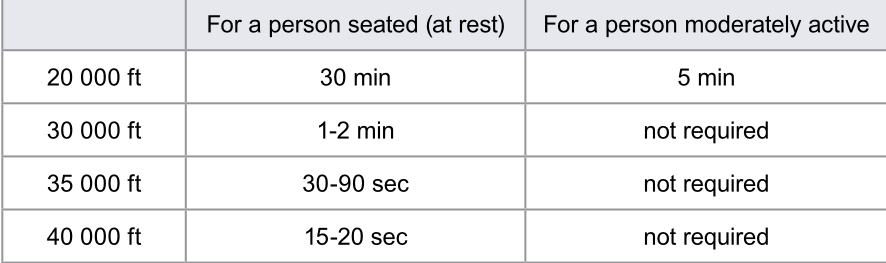 For a person seated (at rest) For a person moderately active
20 000 ft 30 min 5 min
30 000 ft 1-2 min not required
35 000 ft 30-90 sec not required
40 000 ft 15-20 sec not required